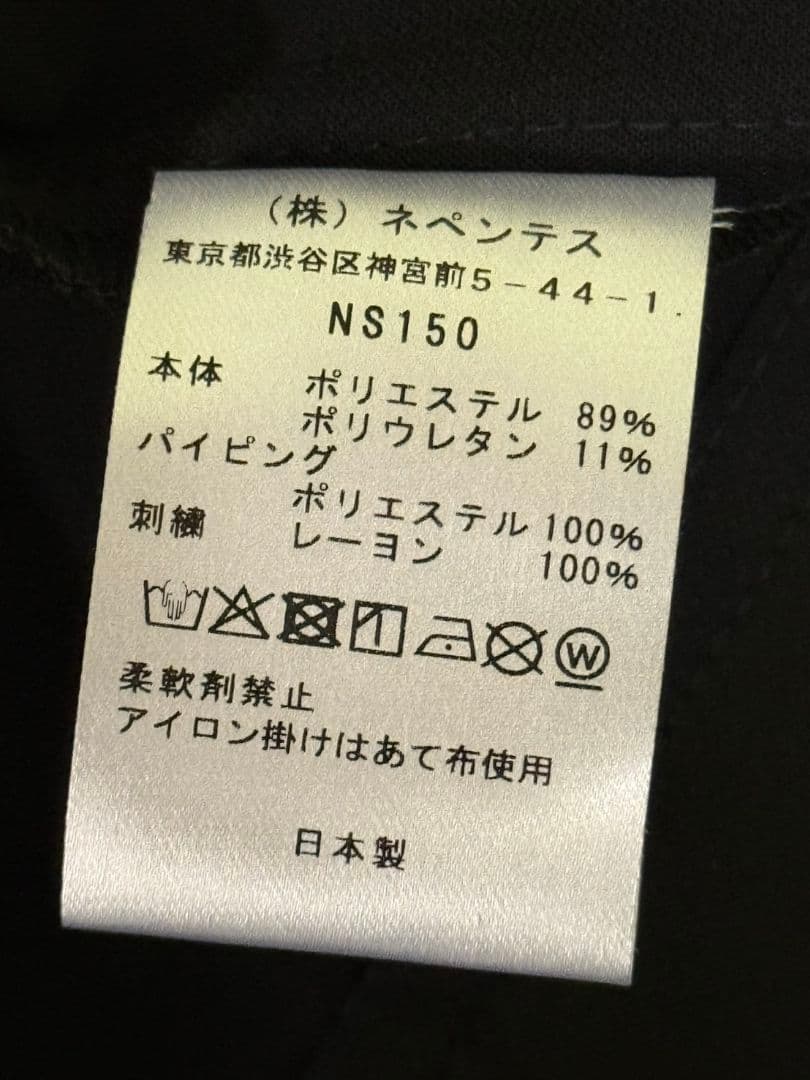 （株）ネペンテス
東京都渋谷区神宮前5-44-1.
NS150
本体 ポリエステル 89%
ポリウレタン 11%
パイピング
ポリエステル 100%
刺繍 レーヨン 100%
W
柔軟剤禁止
アイロン掛けはあて布使用
日本製